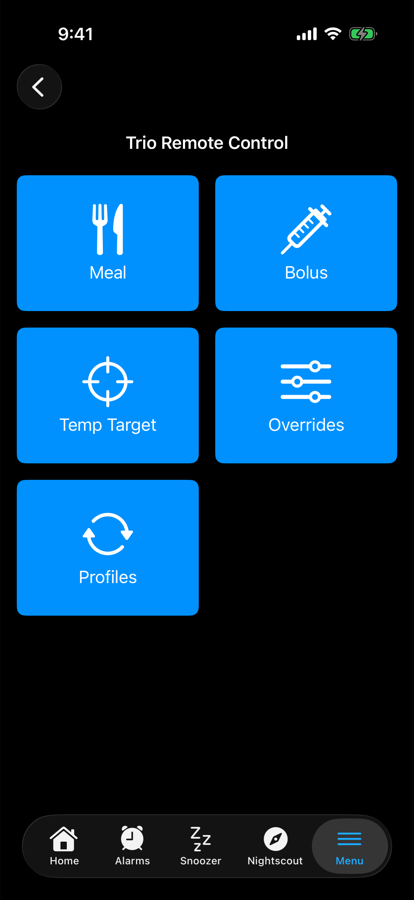 9:41
Trio Remote Control
Meal
Bolus
Temp Target
Overrides
Profiles
Home
Alarms
Snoozer
Nightscout
Menu